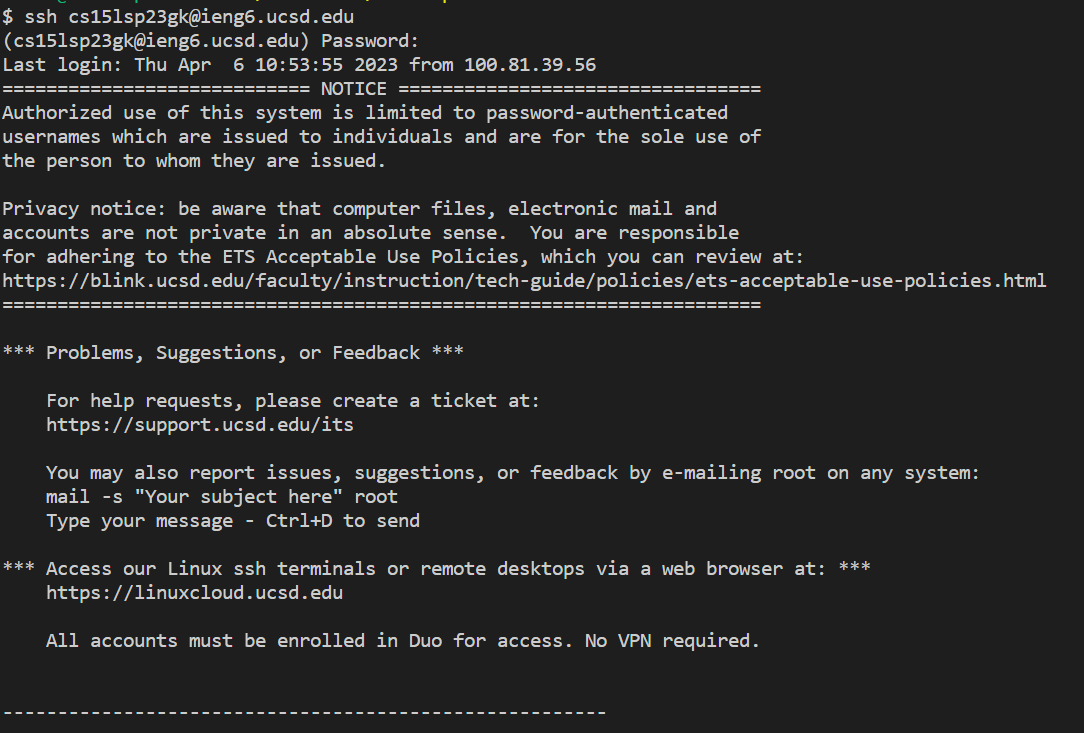 $ ssh cs15lsp23gk@ieng6.ucsd.edu
(cs15lsp23gk@ieng6.ucsd.edu) Password:
Last login: Thu Apr  6 10:53:55 2023 from 100.81.39.56
============================ NOTICE =================================
Authorized use of this system is limited to password-authenticated
usernames which are issued to individuals and are for the sole use of
the person to whom they are issued.

Privacy notice: be aware that computer files, electronic mail and
accounts are not private in an absolute sense.  You are responsible
for adhering to the ETS Acceptable Use Policies, which you can review at:
https://blink.ucsd.edu/faculty/instruction/tech-guide/policies/ets-acceptable-use-policies.html
=====================================================================

*** Problems, Suggestions, or Feedback ***

    For help requests, please create a ticket at:
    https://support.ucsd.edu/its

    You may also report issues, suggestions, or feedback by e-mailing root on any system:
    mail -s "Your subject here" root
    Type your message - Ctrl+D to send

*** Access our Linux ssh terminals or remote desktops via a web browser at: ***
    https://linuxcloud.ucsd.edu

    All accounts must be enrolled in Duo for access. No VPN required.


-------------------------------------------------------